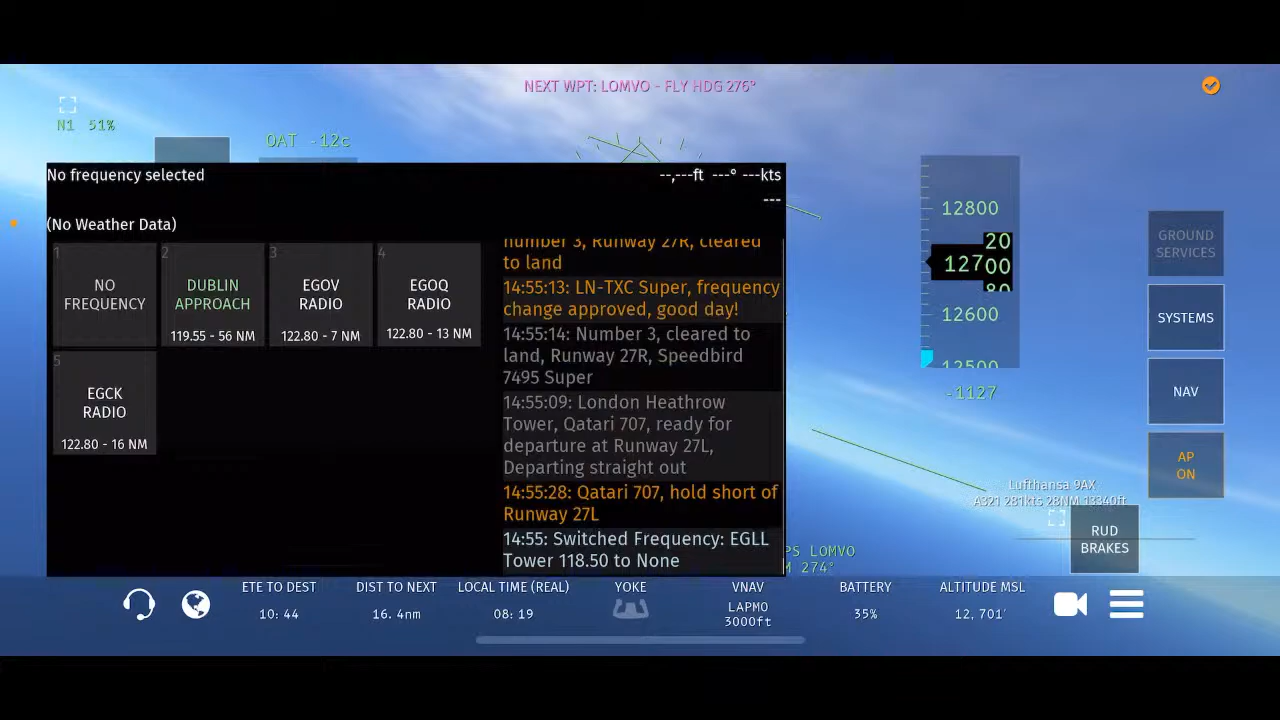 NEXT WPT: LOMVO - FLY HDG 276°
N1 51%
OAT -12c
No frequency selected
--,---ft ---° ---kts
---
(No Weather Data)
1
NO
FREQUENCY
2
DUBLIN
APPROACH
119.55 - 56 NM
3
EGOV
RADIO
122.80 - 7 NM
4
EGOQ
RADIO
122.80 - 13 NM
5
EGCK
RADIO
122.80 - 16 NM
number 3, Runway 27R, cleared
to land
14:55:13: LN-TXC Super, frequency
change approved, good day!
14:55:14: Number 3, cleared to
land, Runway 27R, Speedbird
7495 Super
14:55:09: London Heathrow
Tower, Qatari 707, ready for
departure at Runway 27L,
Departing straight out
14:55:28: Qatari 707, hold short of
Runway 27L
14:55: Switched Frequency: EGLL
Tower 118.50 to None
12800
20
12700
80
12600
12500
-1127
GROUND
SERVICES
SYSTEMS
NAV
AP
ON
Lufthansa 9AX
A321 281kts 28NM 13340ft
RUD
BRAKES
PS LOMVO
M 274°
ETE TO DEST
10:44
DIST TO NEXT
16.4nm
LOCAL TIME (REAL)
08:19
YOKE
VNAV
LAPMO
3000ft
BATTERY
35%
ALTITUDE MSL
12,701'